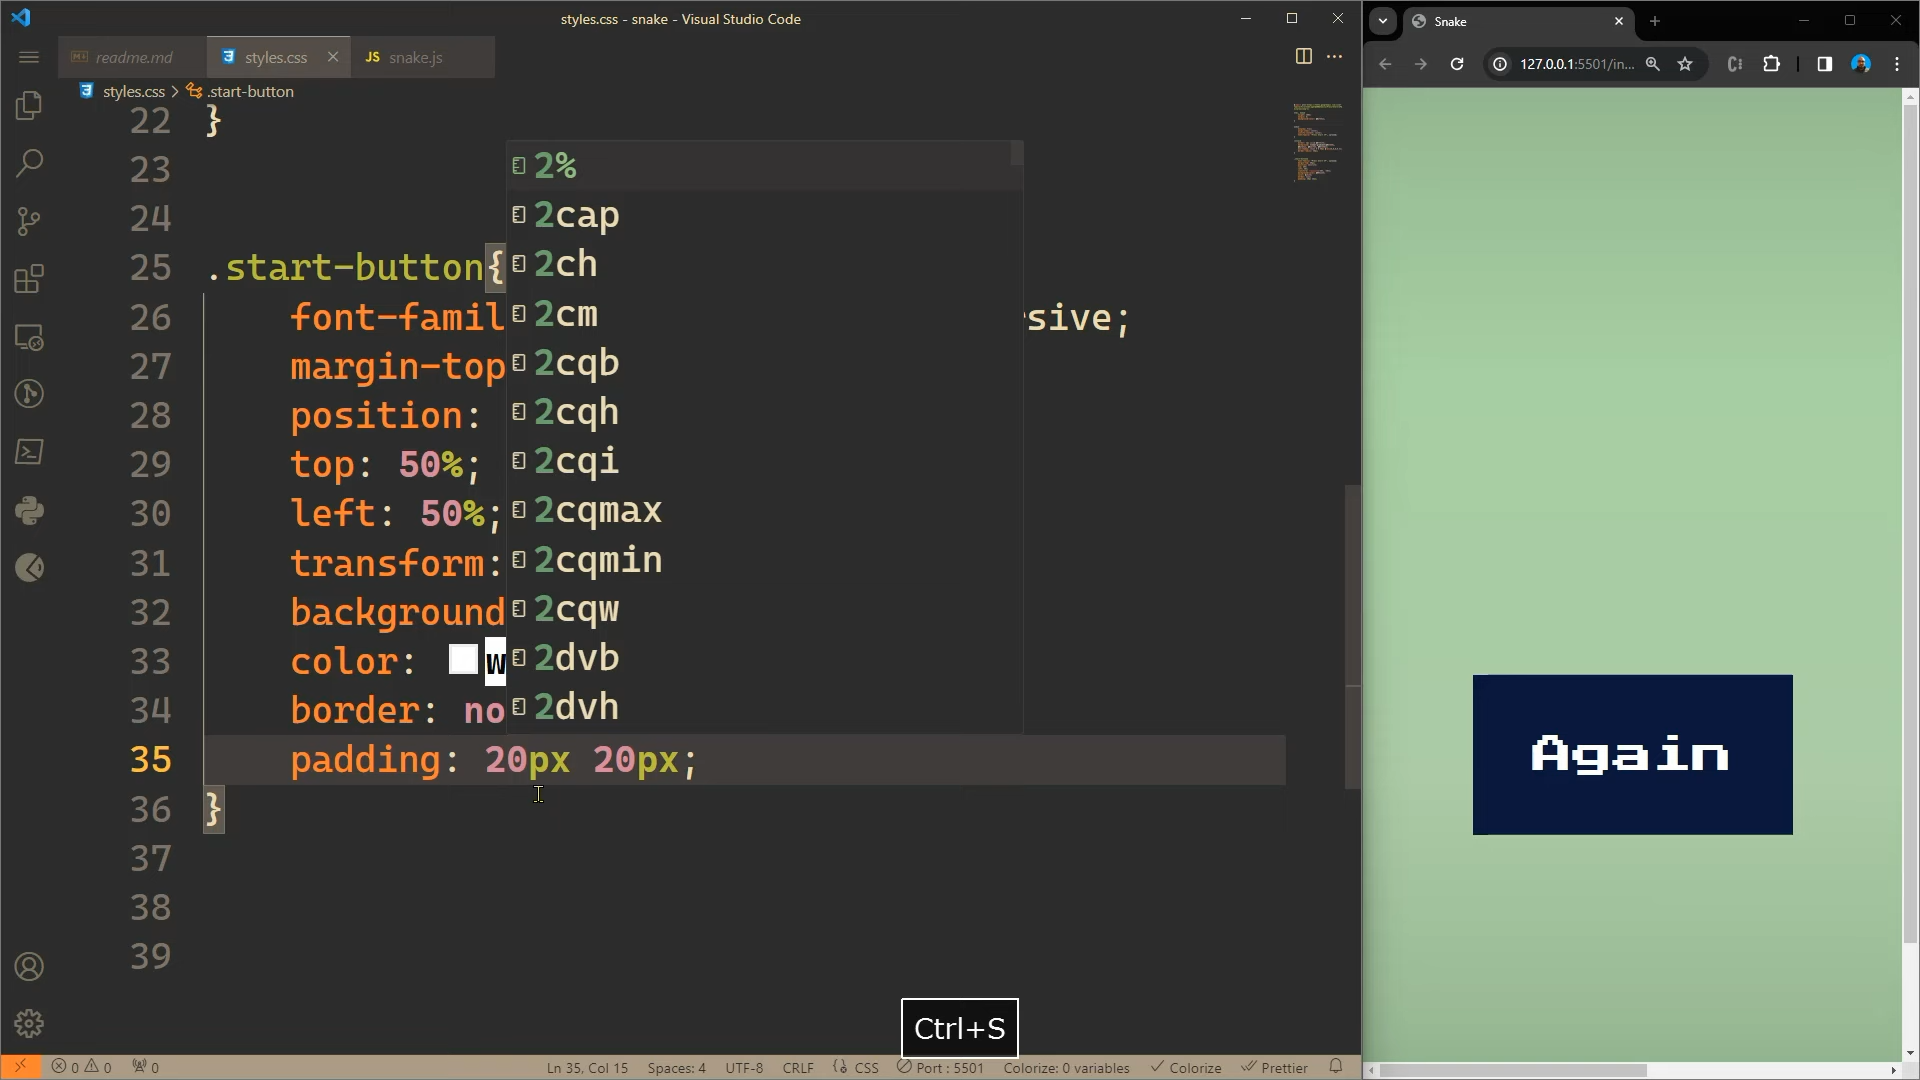 styles.css - snake - Visual Studio Code
readme.md
styles.css
JS snake.js
styles.css > .start-button
22 }
23
24
25 .start-button{
26 font-famil rsive;
27 margin-top
28 position:
29 top: 50%;
30 left: 50%;
31 transform:
32 background
33 color: w
34 border: no
35 padding: 20px 20px;
36 }
37
38
39
2%
2cap
2ch
2cm
2cqb
2cqh
2cqi
2cqmax
2cqmin
2cqw
2dvb
2dvh
Ctrl+S
0 0 0 Ln 35, Col 15 Spaces: 4 UTF-8 CRLF CSS Port : 5501 Colorize: 0 variables Colorize Prettier
Snake
127.0.0.1:5501/in...
Again